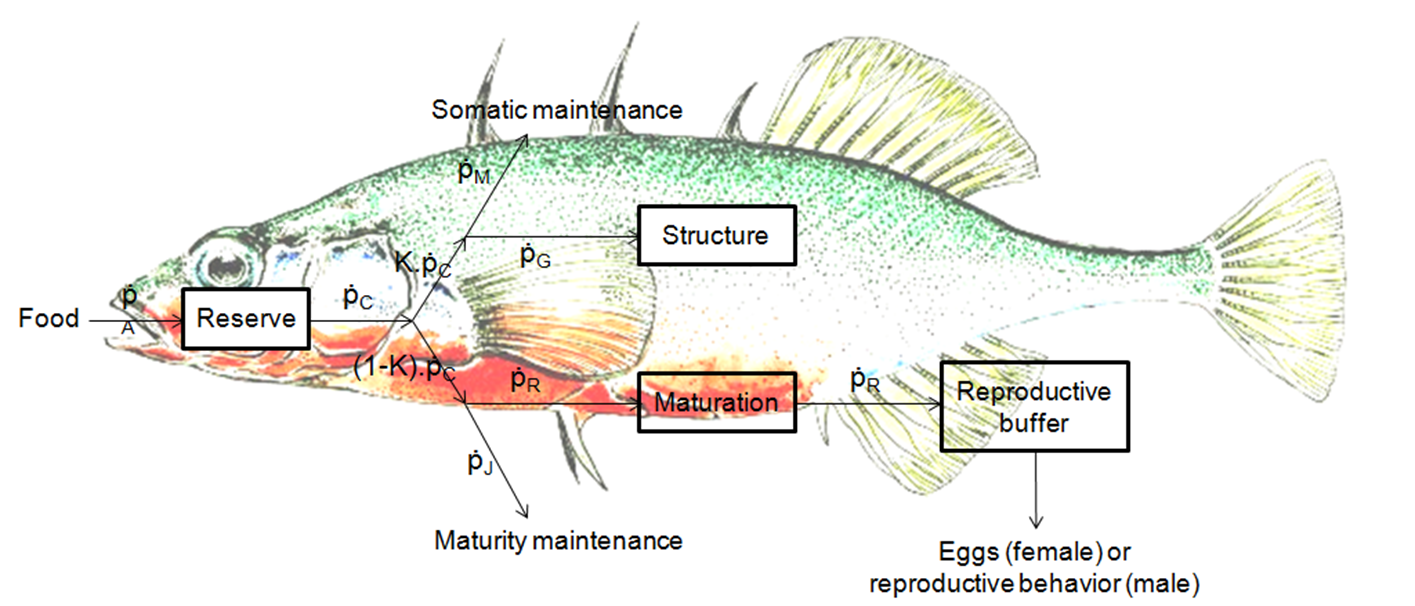 Somatic maintenance
ṗM
Structure
K.ṗC
ṗG
ṗ
A
ṗC
Food
Reserve
(1-K).ṗC
ṗR
ṗR
Maturation
Reproductive
buffer
ṗJ
Maturity maintenance
Eggs (female) or
reproductive behavior (male)